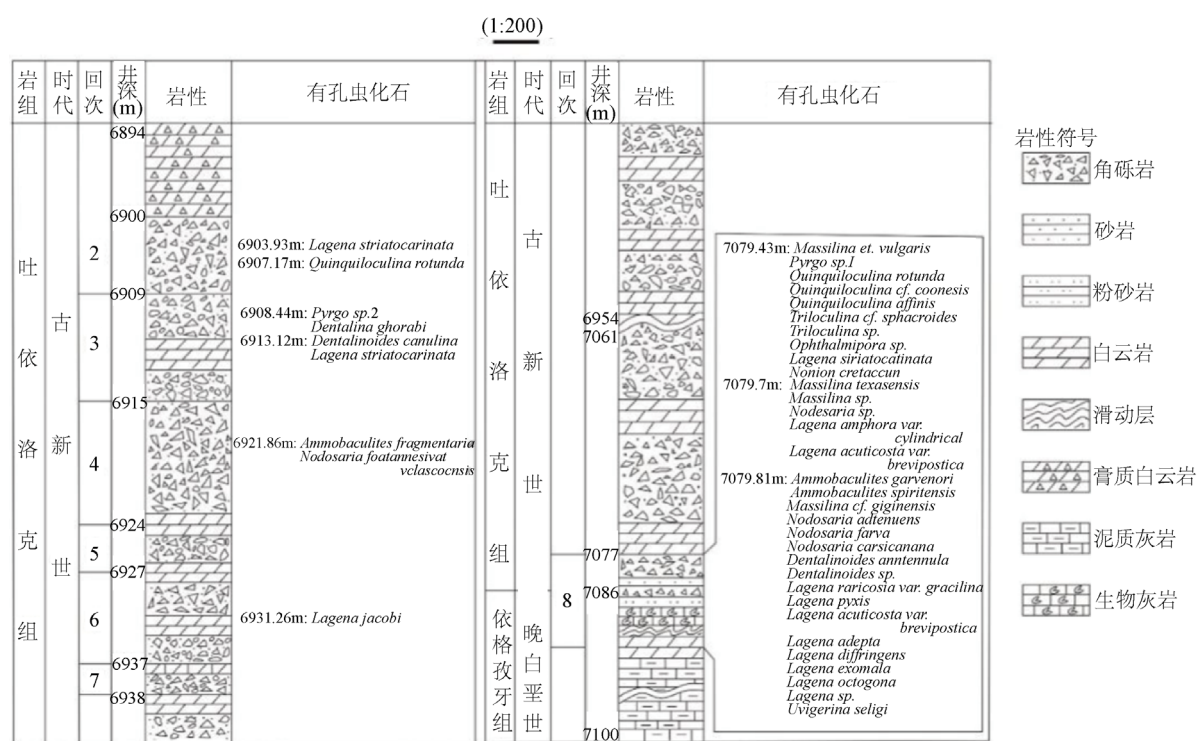 (1:200)
岩组
时代
回次
井深(m)
岩性
有孔虫化石
吐依洛克组
古新世
2
3
4
5
6
7
6894
6900
6909
6915
6924
6927
6937
6938
6903.93m: Lagena striatocarinata
6907.17m: Quinquiloculina rotunda
6908.44m: Pyrgo sp.2
Dentalina ghorabi
6913.12m: Dentalinoides canulina
Lagena striatocarinata
6921.86m: Ammobaculites fragmentaria
Nodosaria foatannesivat
vclascocnsis
6931.26m: Lagena jacobi
岩组
时代
回次
井深(m)
岩性
有孔虫化石
吐依洛克组
古新世
依格孜牙组
晚白垩世
8
6954
7061
7077
7086
7100
7079.43m: Massilina et. vulgaris
Pyrgo sp.I
Quinquiloculina rotunda
Quinquiloculina cf. coonesis
Quinquiloculina affinis
Triloculina cf. sphacroides
Triloculina sp.
Ophthalmipora sp.
Lagena siriatocatinata
Nonion cretaccun
7079.7m: Massilina texasensis
Massilina sp.
Nodesaria sp.
Lagena amphora var.
cylindrical
Lagena acuticosta var.
brevipostica
7079.81m: Ammobaculites garvenori
Ammobaculites spiritensis
Massilina cf. giginensis
Nodosaria adtenuens
Nodosaria farva
Nodosaria carsicanana
Dentalinoides anntennula
Dentalinoides sp.
Lagena raricosia var. gracilina
Lagena pyxis
Lagena acuticosta var.
brevipostica
Lagena adepta
Lagena diffringens
Lagena exomala
Lagena octogona
Lagena sp.
Uvigerina seligi
岩性符号
角砾岩
砂岩
粉砂岩
白云岩
滑动层
膏质白云岩
泥质灰岩
生物灰岩